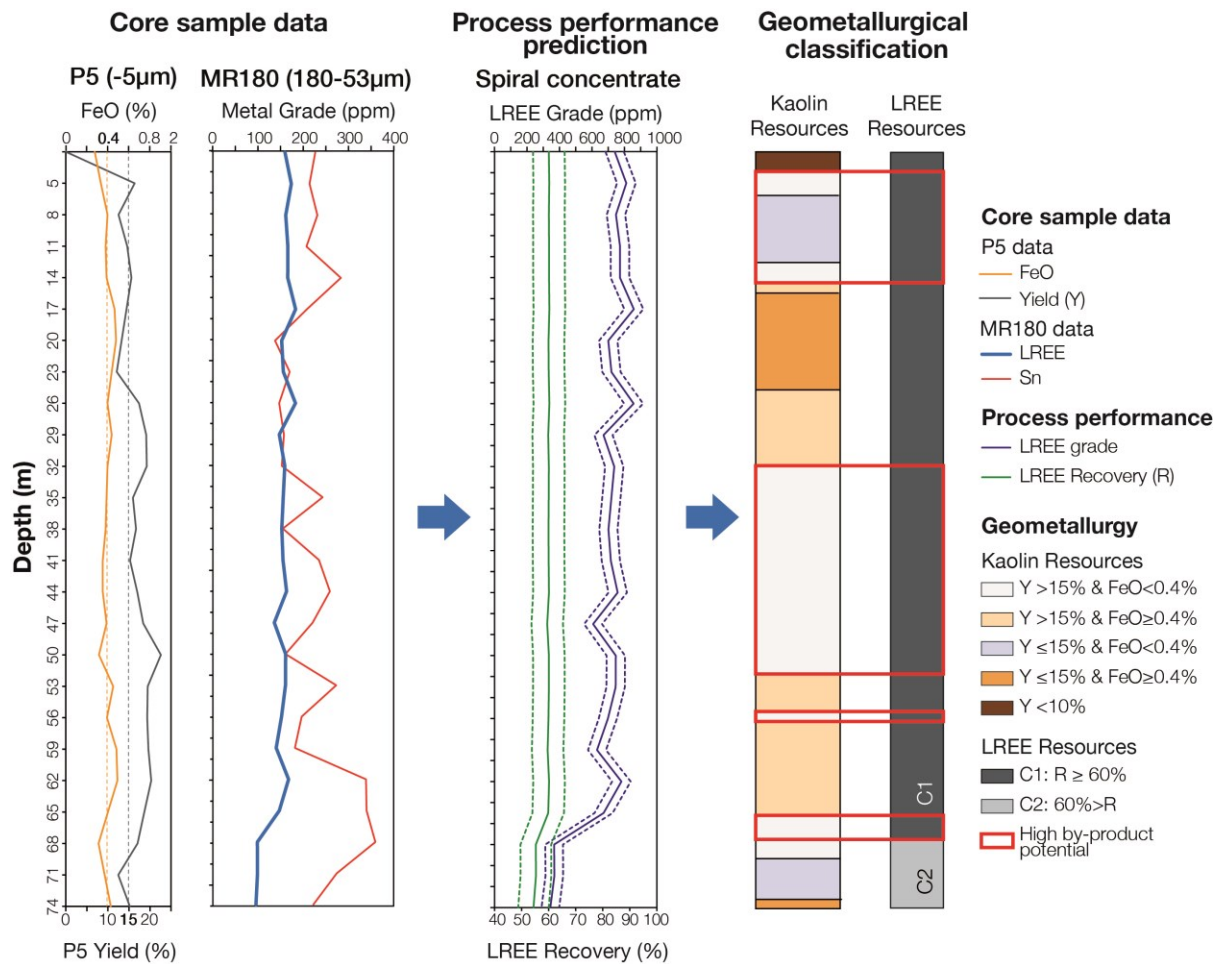 Core sample data
Process performance
prediction
Geometallurgical
classification
P5 (-5µm)
MR180 (180-53µm)
Spiral concentrate
FeO (%)
Metal Grade (ppm)
LREE Grade (ppm)
Kaolin
Resources
LREE
Resources
0 0.4 0.8 2
0 100 200 300 400
0 200 400 600 800 1000
Depth (m)
5
8
11
14
17
20
23
26
29
32
35
38
41
44
47
50
53
56
59
62
65
68
71
74
0 10 15 20
P5 Yield (%)
40 50 60 70 80 90 100
LREE Recovery (%)
C1
C2
Core sample data
P5 data
FeO
Yield (Y)
MR180 data
LREE
Sn
Process performance
LREE grade
LREE Recovery (R)
Geometallurgy
Kaolin Resources
Y >15% & FeO<0.4%
Y >15% & FeO≥0.4%
Y ≤15% & FeO<0.4%
Y ≤15% & FeO≥0.4%
Y <10%
LREE Resources
C1: R ≥ 60%
C2: 60%>R
High by-product
potential